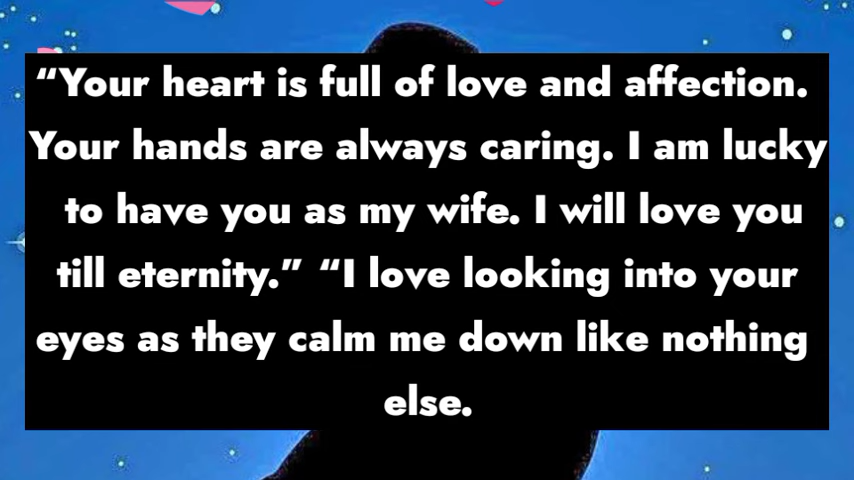 “Your heart is full of love and affection.
Your hands are always caring. I am lucky
to have you as my wife. I will love you
till eternity.” “I love looking into your
eyes as they calm me down like nothing
else.